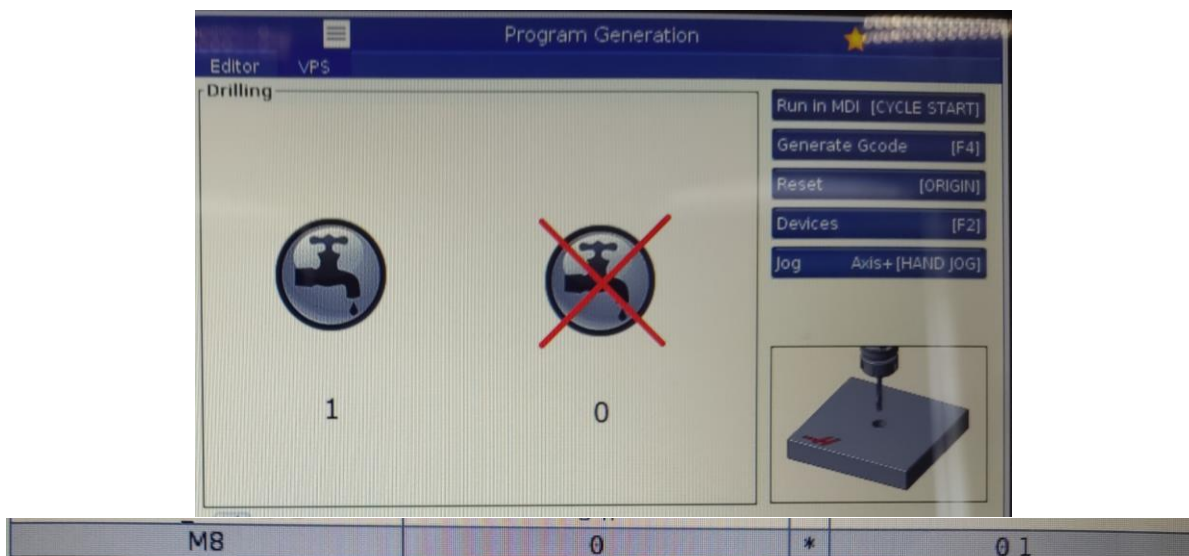 Program Generation
Editor VPS
Drilling
Run in MDI [CYCLE START]
Generate Gcode [F4]
Reset [ORIGIN]
Devices [F2]
Jog Axis+[HAND JOG]
1 0
M8 0 * 0 1